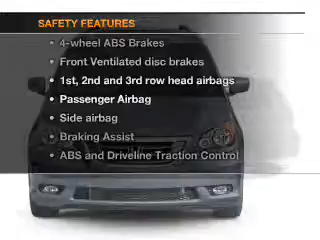 SAFETY FEATURES
• 4-wheel ABS Brakes
• Front Ventilated disc brakes
• 1st, 2nd and 3rd row head airbags
• Passenger Airbag
• Side airbag
• Braking Assist
• ABS and Driveline Traction Control